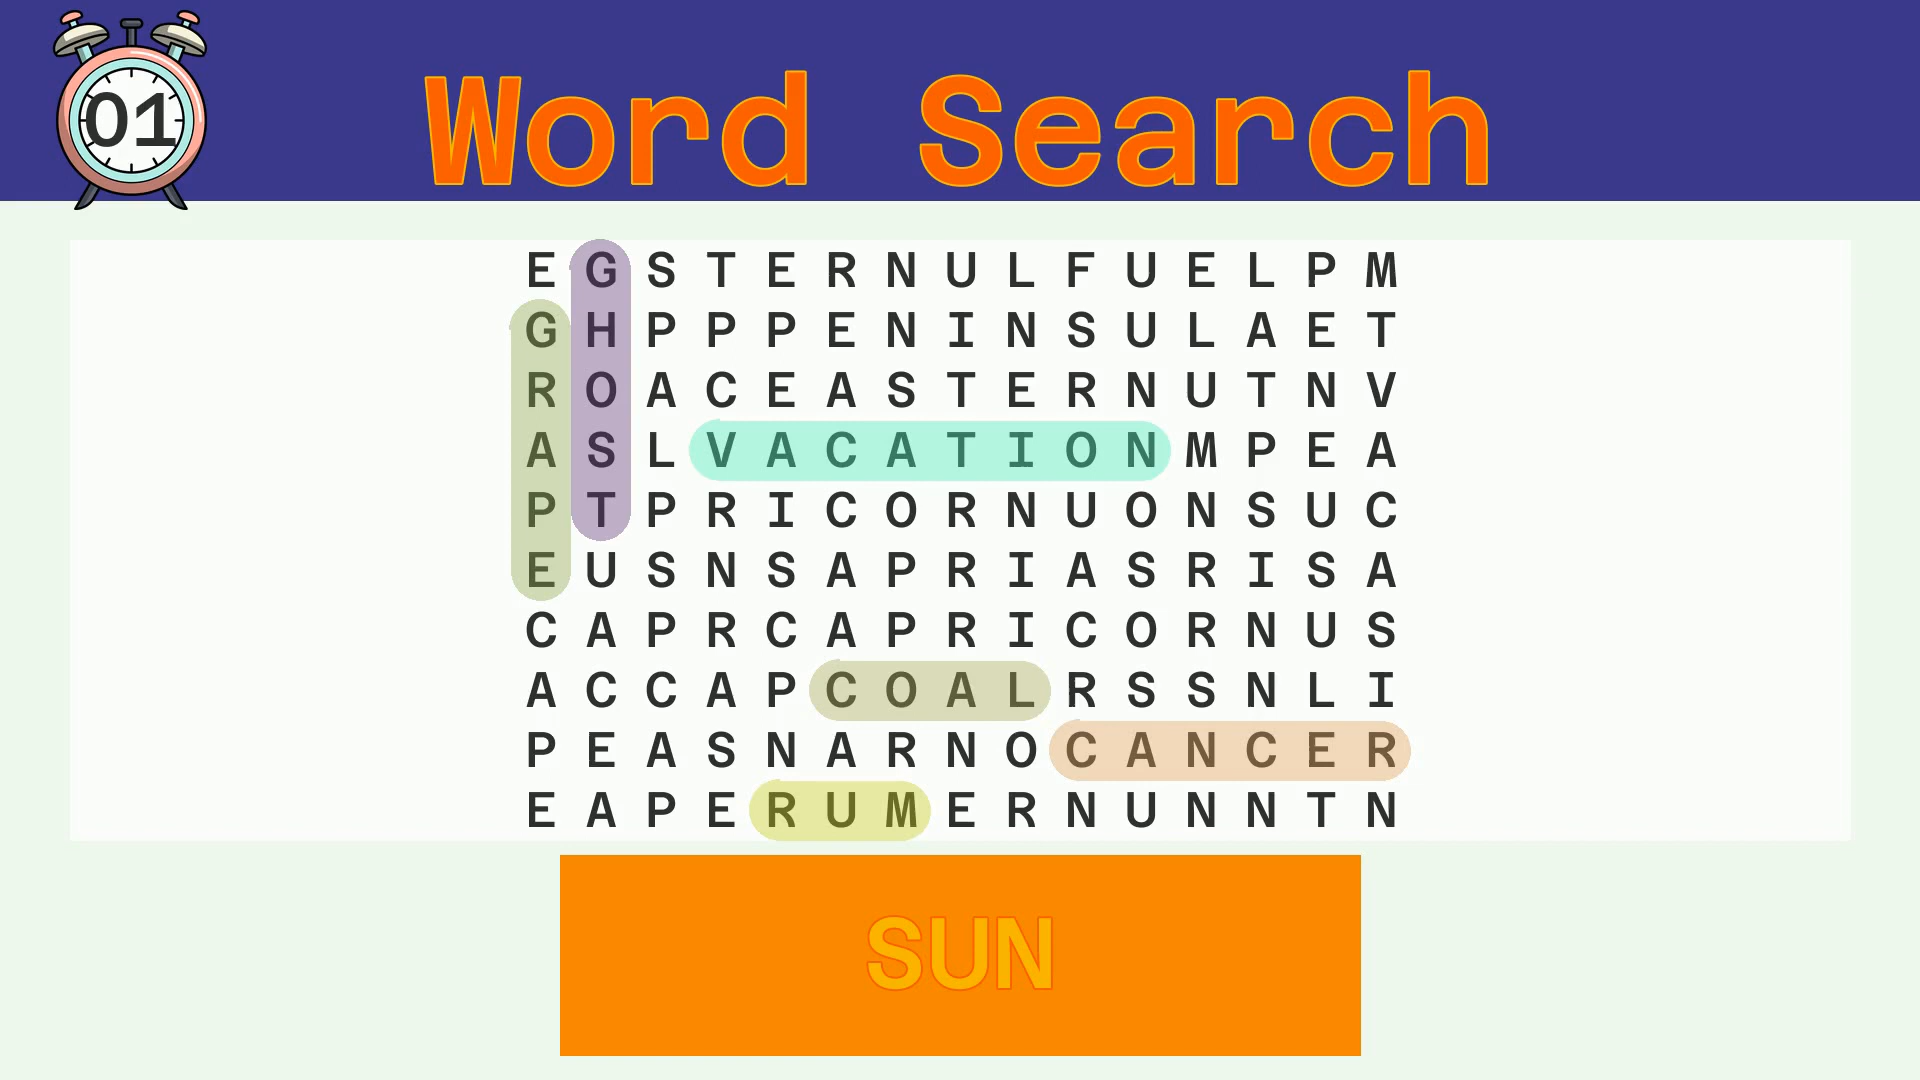 01
Word Search
E G S T E R N U L F U E L P M
G H P P P E N I N S U L A E T
R O A C E A S T E R N U T N V
A S L V A C A T I O N M P E A
P T P R I C O R N U O N S U C
E U S N S A P R I A S R I S A
C A P R C A P R I C O R N U S
A C C A P C O A L R S S N L I
P E A S N A R N O C A N C E R
E A P E R U M E R N U N N T N
SUN